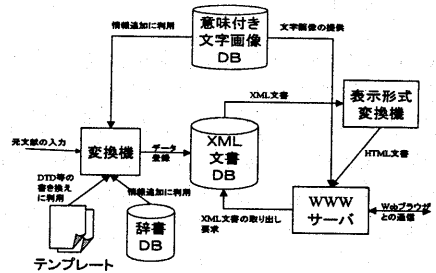 情報追加に利用
意味付き
文字画像
DB
文字画像の提供
XML文書
表示形式
変換機
元文献の入力
変換機
データ
登録
XML
文書
DB
HTML文書
DTD等の
書き換え
に利用
情報追加に利用
辞書
DB
テンプレート
XML文書の取り出し
要求
WWW
サーバ
Webブラウザ
との通信